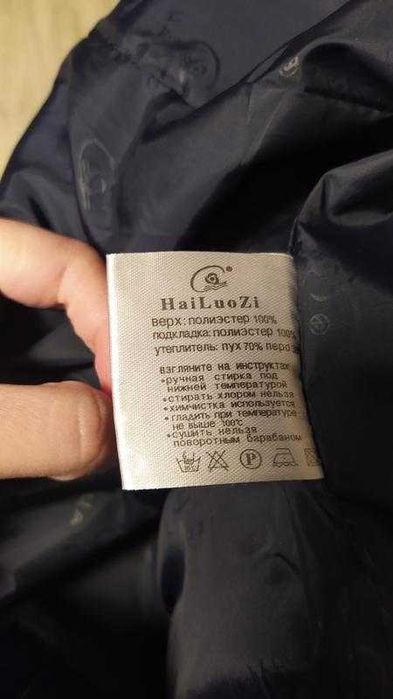 HaiLuoZi
верх: полиэстер 100%
подкладка: полиэстер 100%
утеплитель: пух 70% перо
взгляните на инструктаж:
•ручная стирка под
нижней температурой
•стирать хлором нельзя
•химчистка используется
•гладить при температуре
не выше 100°С
•сушить нельзя
поворотным барабаном
P